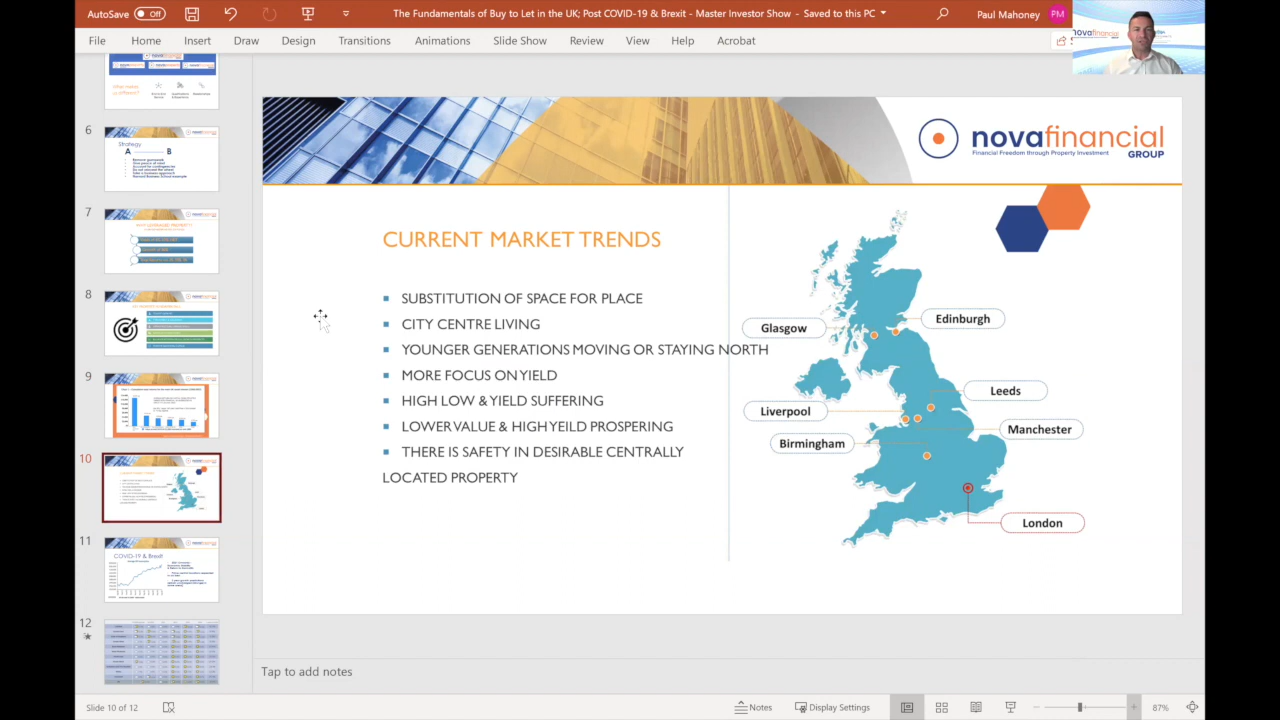 AutoSave Off
The Fundamentals of Buy to Let in the UK Post COVID-19 & Brexit - Master Investor Show - Saved to this PC
Paul Mahoney PM
File Home Insert Draw Design Transitions Animations Slide Show Review View Help Acrobat
novafinancial
6
Strategy
A B
7
8
9
10
11
COVID-19 & Brexit
12
novafinancial
GROUP
Financial Freedom through Property Investment
CURRENT MARKET TRENDS
SUBSTITUTION OF SPACE FOR PLACE
CITY CENTRE LIVING
YOUNGER GENERATIONS MOVING OR STAYING NORTH
MORE FOCUS ON YIELD
HIGH LOW & YIELD SUFFERING
LOWER VALUE & HIGH YEILD PROSPERING
THERE IS SAFETY IN DESIRABLE CENTRALLY
LOCATED PROPERTY
Edinburgh
Glasgow
Leeds
Liverpool
Manchester
Birmingham
London
Tap to add notes
Slide 10 of 12
Notes
Display Settings
87%